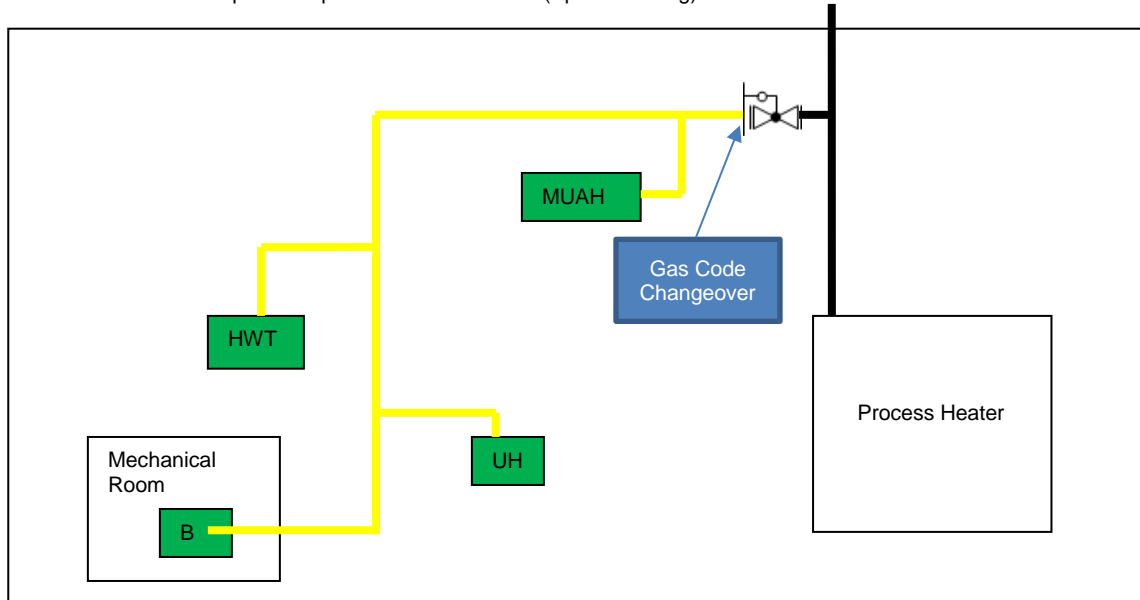 MUAH
Gas Code
Changeover
HWT
Process Heater
UH
Mechanical
Room
B